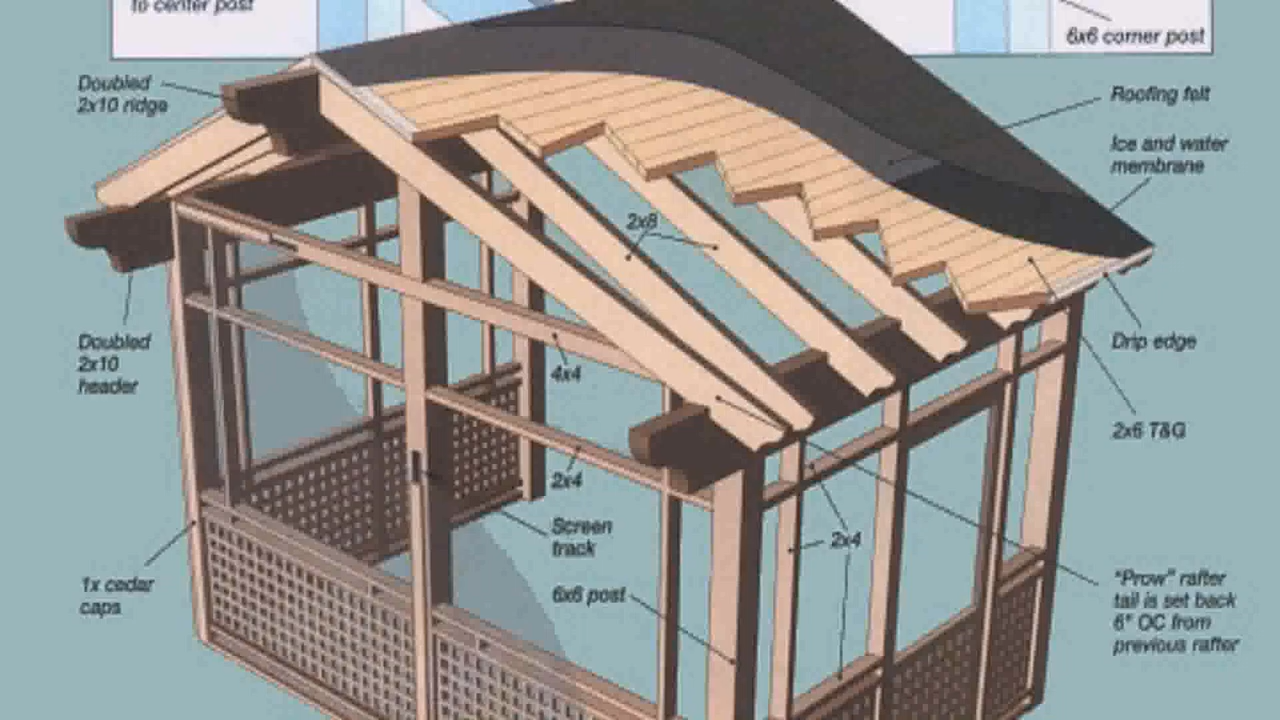 to center post
6x6 corner post
Doubled
2x10 ridge
Roofing felt
Ice and water
membrane
2x8
Doubled
2x10
header
Drip edge
4x4
2x6 T&G
2x4
Screen
track
2x4
1x cedar
caps
6x6 post
"Prow" rafter
tail is set back
6" OC from
previous rafter